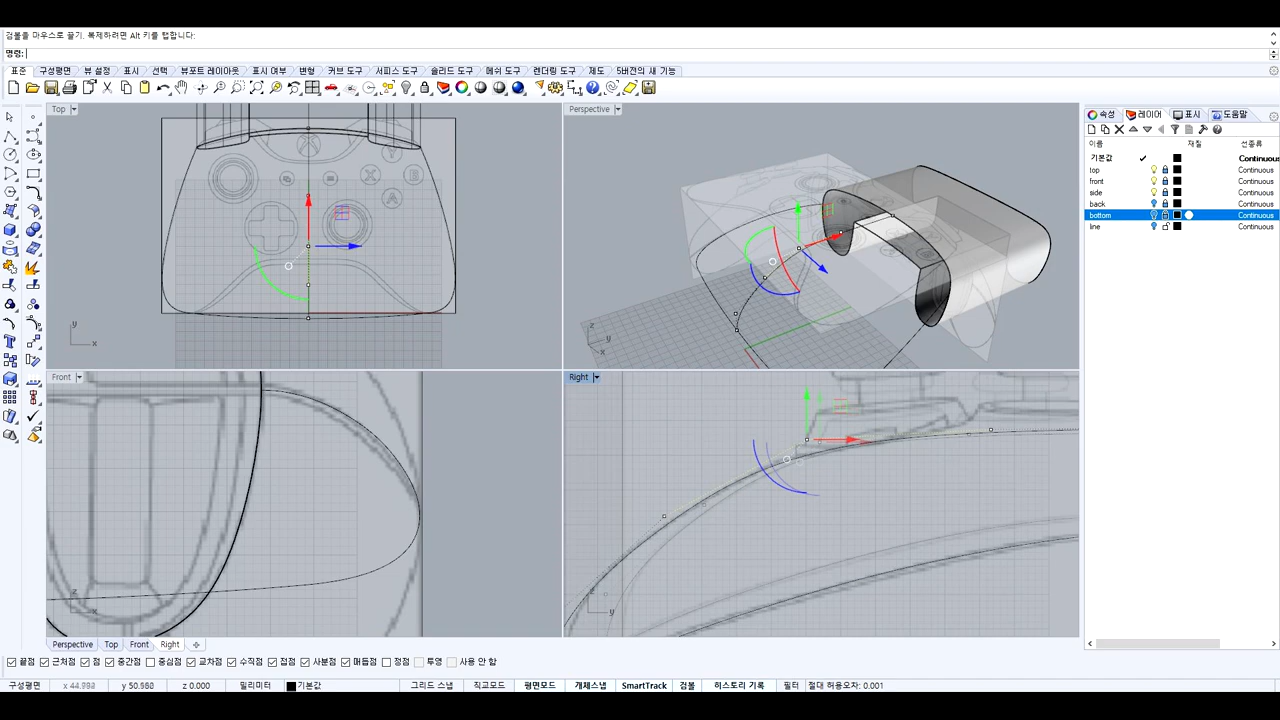 검볼을 마우스로 끌기. 복제하려면 Alt 키를 탭합니다:
명령:
표준 구성평면 뷰 설정 표시 선택 뷰포트 레이아웃 표시 여부 변형 커브 도구 서피스 도구 솔리드 도구 메쉬 도구 렌더링 도구 제도 5버전의 새 기능
Top
Perspective
속성 레이어 표시 도움말
이름 재질 선종류
기본값 Continuous
top Continuous
front Continuous
side Continuous
back Continuous
bottom Continuous
line Continuous
Y
X
B
A
y
x
z
y
x
Front
Right
z
x
z
y
Perspective Top Front Right
끝점 근처점 점 중간점 중심점 교차점 수직점 접점 사분점 매듭점 정점 투영 사용 안 함
구성평면 x 44.993 y 50.560 z 0.000 밀리미터 기본값 그리드 스냅 직교모드 평면모드 개체스냅 SmartTrack 검볼 히스토리 기록 필터 절대 허용오차: 0.001